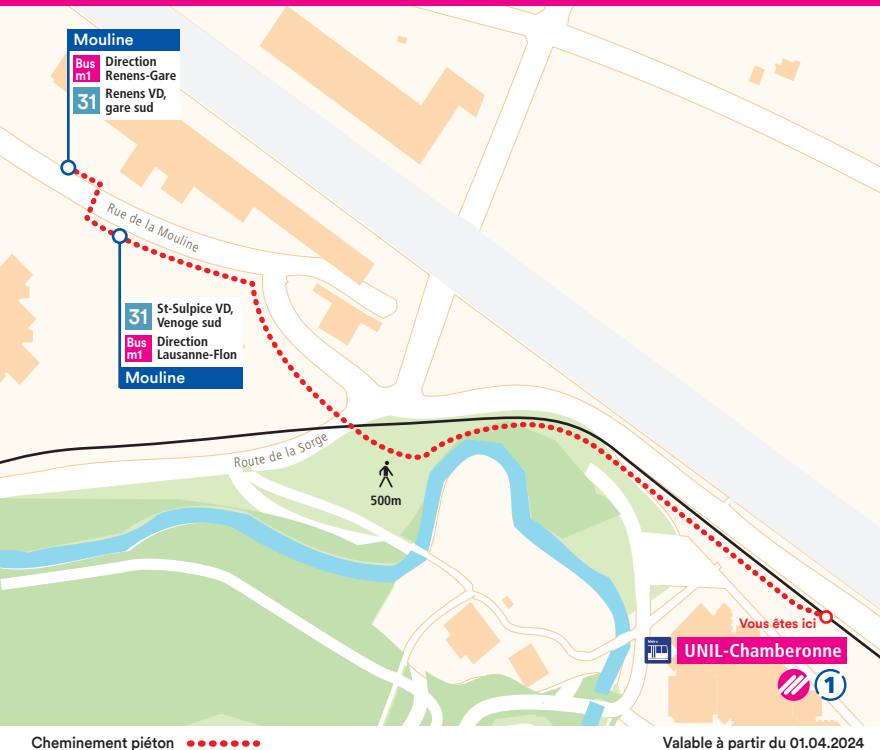 Mouline
Bus m1
Direction
Renens-Gare
31
Renens VD,
gare sud
Rue de la Mouline
31
St-Sulpice VD,
Venoge sud
Bus m1
Direction
Lausanne-Flon
Mouline
Route de la Sorge
500m
Vous êtes ici
Métro
UNIL-Chamberonne
1
Cheminement piéton
Valable à partir du 01.04.2024